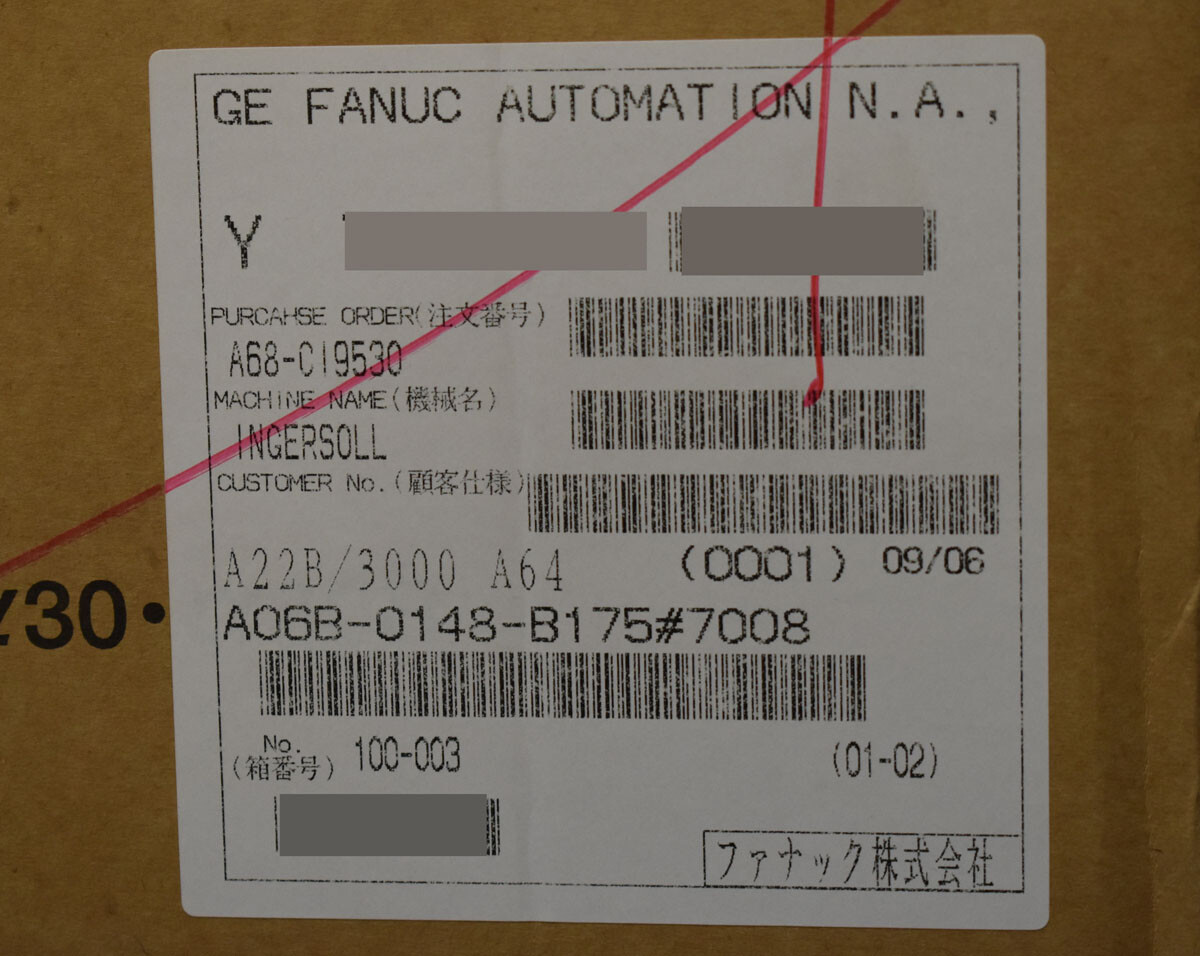 GE FANUC AUTOMATION N.A.,
Y
PURCAHSE ORDER(注文番号)
A68-C19530
MACHINE NAME(機械名)
INGERSOLL
CUSTOMER No.(顧客仕様)
A22B/3000 A64 (0001) 09/06
Y30・
A06B-0148-B175#7008
No.
(箱番号) 100-003 (01-02)
ファナック株式会社